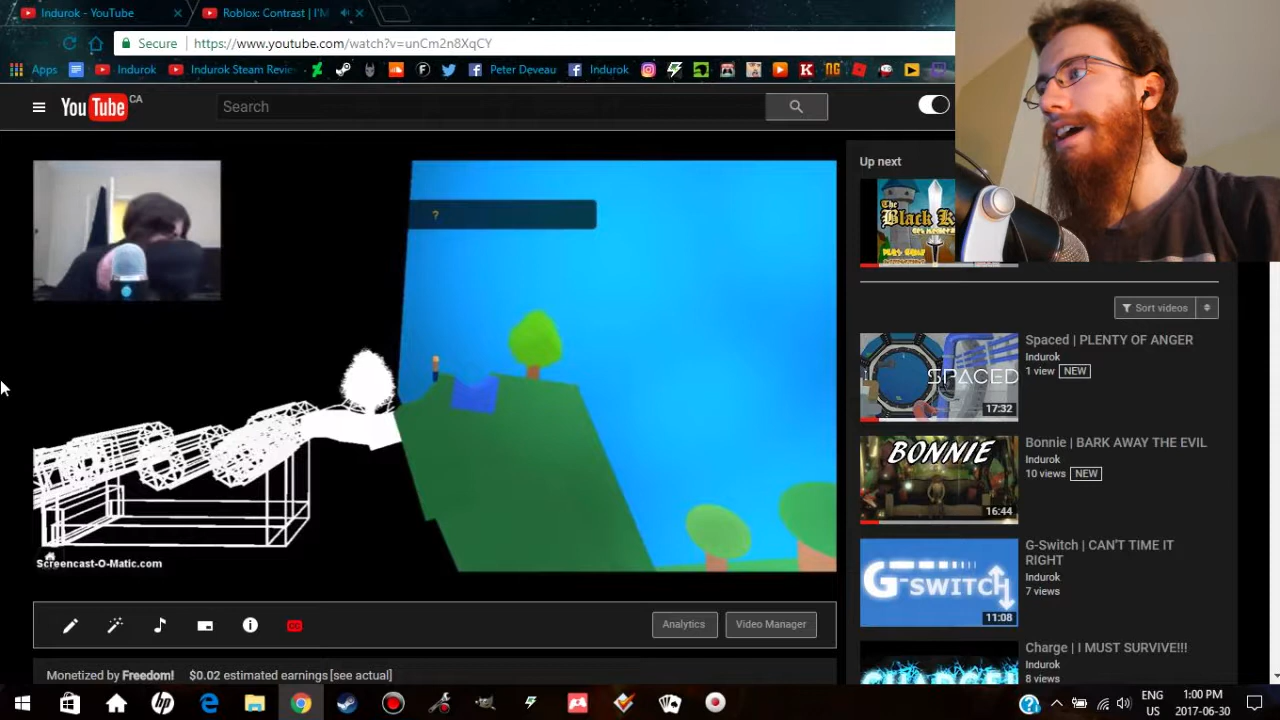 Indurok - YouTube
Roblox: Contrast | I'M
Secure
https://www.youtube.com/watch?v=unCm2n8XqCY
Apps
Indurok
Indurok Steam Revie
Peter Deveau
Indurok
YouTube CA
Search
?
Screencast-O-Matic.com
Analytics
Video Manager
Monetized by Freedom! $0.02 estimated earnings [see actual]
Up next
The
Black K
Sort videos
SPACED
17:32
Spaced | PLENTY OF ANGER
Indurok
1 view NEW
BONNIE
16:44
Bonnie | BARK AWAY THE EVIL
Indurok
10 views NEW
G-SWITCH
11:08
G-Switch | CAN'T TIME IT
RIGHT
Indurok
7 views
Charge | I MUST SURVIVE!!!
Indurok
8 views
ENG
US
1:00 PM
2017-06-30